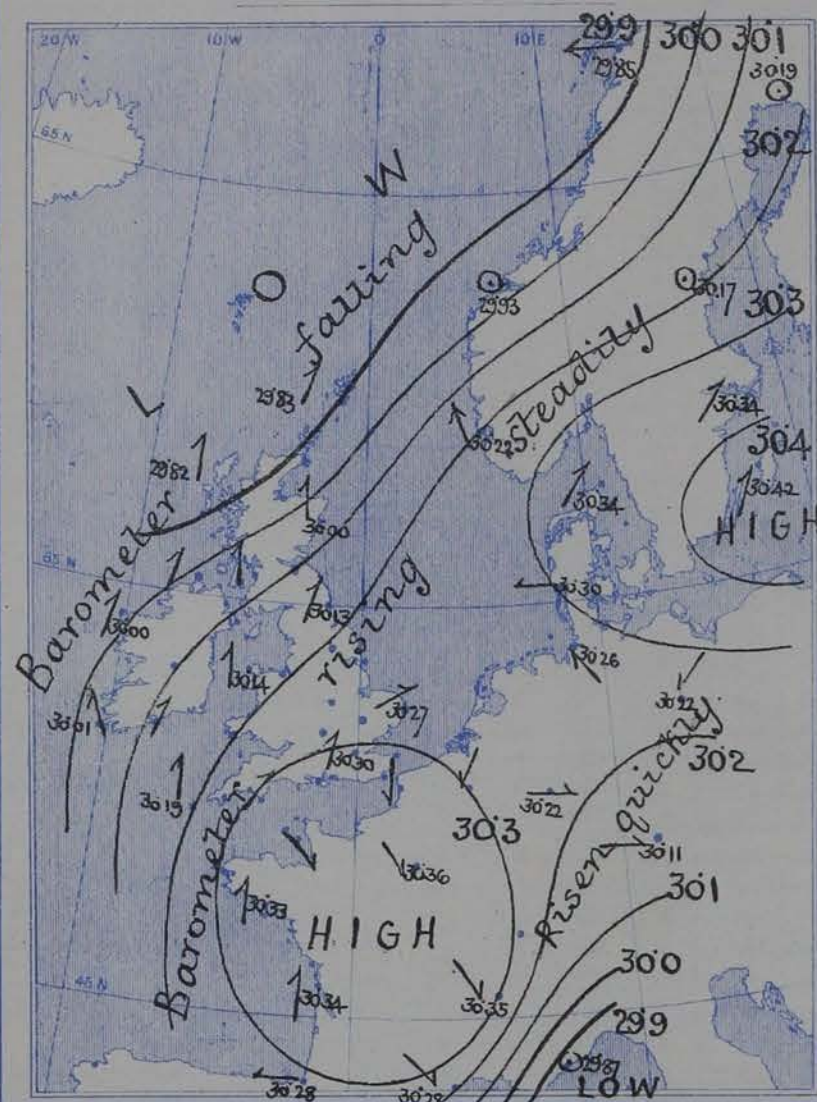 20 W 10 W 0 10 E 29·9 30·0 30·1
29·85 30·19
65 N
30·2
W
O
L
falling
29·93 30·17
30·3
29·83
steadily
30·34
30·22
30·4
29·82
30·34 30·42
HIGH
30·00
Barometer
55 N
30·30
30·13
30·00
rising
30·14 30·26
30·27 30·22
30·01
30·30 30·2
quickly
30·19 30·22
Barometer
30·3
30·11
30·36
Risen
30·33 30·1
HIGH
30·0
45 N 30·34 30·35
29·9
29·87
30·28 LOW